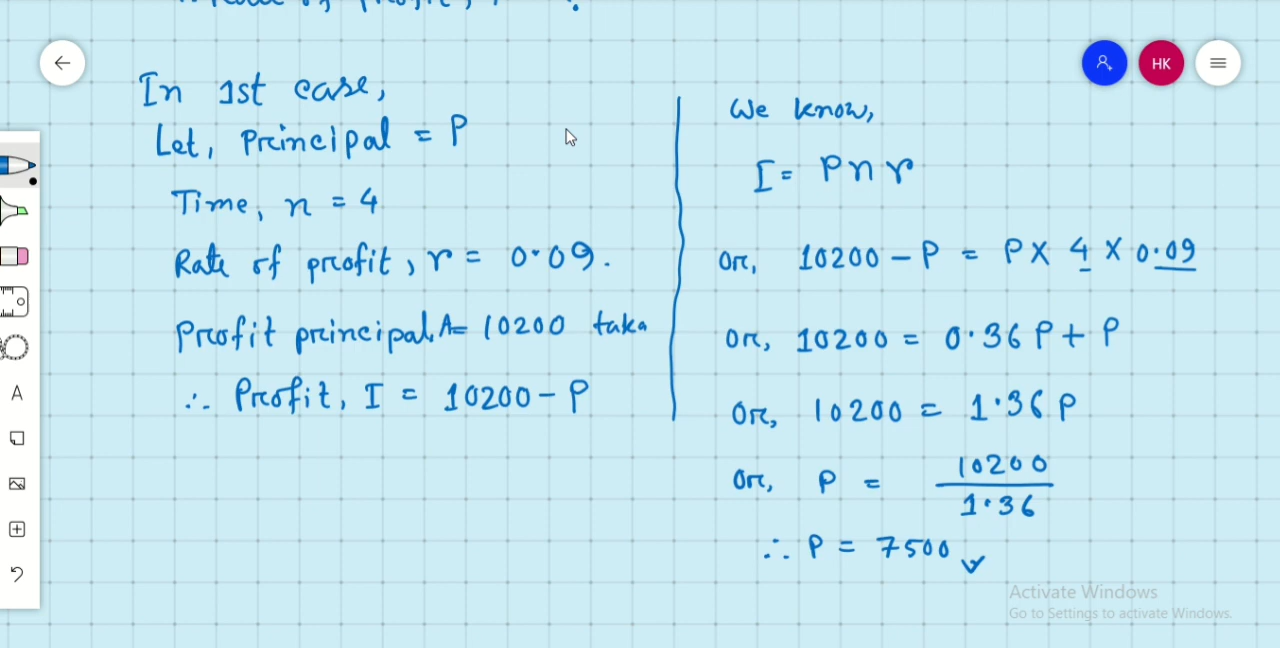 In 1st case,
Let, Principal = P
Time, n = 4
Rate of profit, r = 0.09.
Profit principal, A = 10200 taka
∴ Profit, I = 10200 - P
We know,
I = P n r
Or, 10200 - P = P X 4 X 0.09
Or, 10200 = 0.36 P + P
Or, 10200 = 1.36 P
Or, P = 10200 / 1.36
∴ P = 7500
HK
A
Activate Windows
Go to Settings to activate Windows.